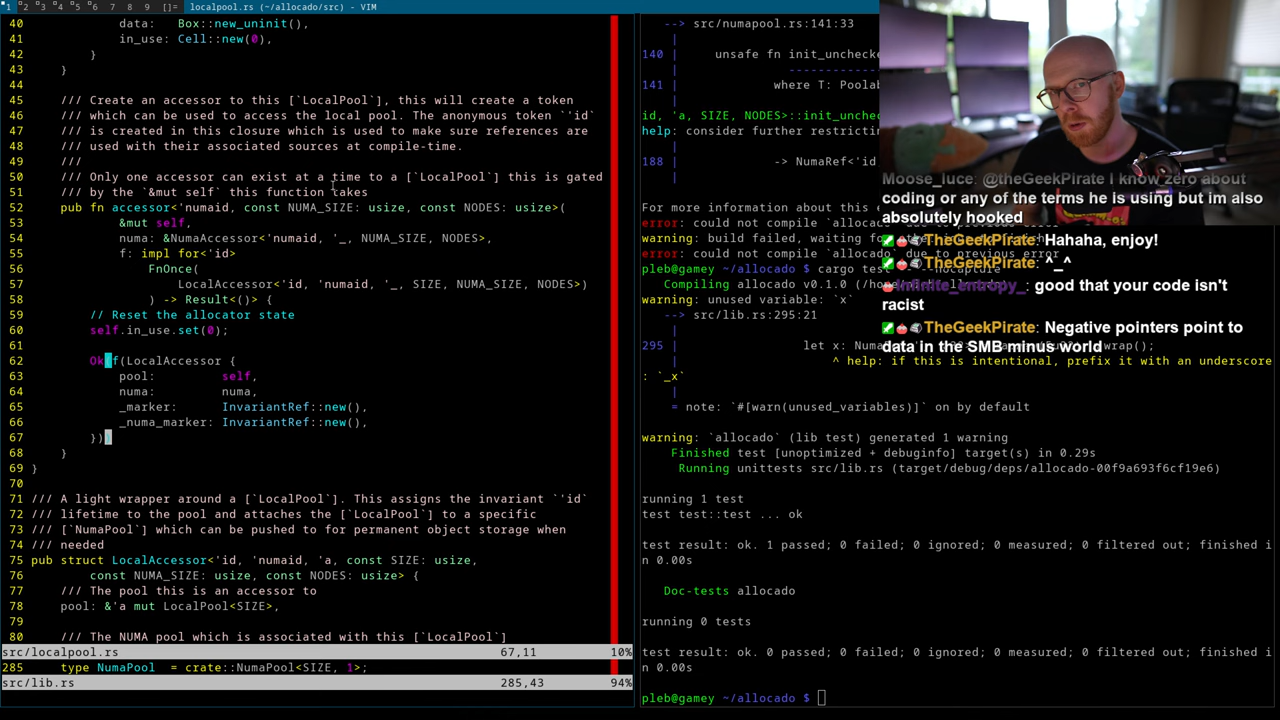 1 2 3 4 5 6 7 8 9 localpool.rs (~/allocado/src) - VIM
40 data: Box::new_uninit(),
41 in_use: Cell::new(0),
42 }
43 }
44
45 /// Create an accessor to this [`LocalPool`], this will create a token
46 /// which can be used to access the local pool. The anonymous token `'id`
47 /// is created in this closure which is used to make sure references are
48 /// used with their associated sources at compile-time.
49 ///
50 /// Only one accessor can exist at a time to a [`LocalPool`] this is gated
51 /// by the `&mut self` this function takes
52 pub fn accessor<'numaid, const NUMA_SIZE: usize, const NODES: usize>(
53 &mut self,
54 numa: &NumaAccessor<'numaid, '_, NUMA_SIZE, NODES>,
55 f: impl for<'id>
56 FnOnce(
57 LocalAccessor<'id, 'numaid, '_, SIZE, NUMA_SIZE, NODES>
58 ) -> Result<()> {
59 // Reset the allocator state
60 self.in_use.set(0);
61
62 Ok(f(LocalAccessor {
63 pool: self,
64 numa: numa,
65 _marker: InvariantRef::new(),
66 _numa_marker: InvariantRef::new(),
67 }))
68 }
69 }
70
71 /// A light wrapper around a [`LocalPool`]. This assigns the invariant `'id`
72 /// lifetime to the pool and attaches the [`LocalPool`] to a specific
73 /// [`NumaPool`] which can be pushed to for permanent object storage when
74 /// needed
75 pub struct LocalAccessor<'id, 'numaid, 'a, const SIZE: usize,
76 const NUMA_SIZE: usize, const NODES: usize> {
77 /// The pool this is an accessor to
78 pool: &'a mut LocalPool<SIZE>,
79
80 /// The NUMA pool which is associated with this [`LocalPool`]
src/localpool.rs 67,11 10%
285 type NumaPool = crate::NumaPool<SIZE, 1>;
src/lib.rs 285,43 94%
--> src/numapool.rs:141:33
|
140 | unsafe fn init_unchecke
| --------------
141 | where T: Poolab
|
id, 'a, SIZE, NODES>::init_unchec
help: consider further restrictin
|
188 | -> NumaRef<'id
|
For more information about this e
error: could not compile `allocad
warning: build failed, waiting fo
error: could not compile `allocado` due to previous error
pleb@gamey ~/allocado $ cargo test
Compiling allocado v0.1.0
warning: unused variable: `x`
--> src/lib.rs:295:21
|
295 | let x: Numa
| ^ help: if this is intentional, prefix it with an underscore
: `_x`
|
= note: `#[warn(unused_variables)]` on by default
warning: `allocado` (lib test) generated 1 warning
Finished test [unoptimized + debuginfo] target(s) in 0.29s
Running unittests src/lib.rs (target/debug/deps/allocado-00f9a693f6cf19e6)
running 1 test
test test::test ... ok
test result: ok. 1 passed; 0 failed; 0 ignored; 0 measured; 0 filtered out; finished i
n 0.00s
Doc-tests allocado
running 0 tests
test result: ok. 0 passed; 0 failed; 0 ignored; 0 measured; 0 filtered out; finished i
n 0.00s
pleb@gamey ~/allocado $
Moose_luce: @theGeekPirate I know zero about
coding or any of the terms he is using but im also
absolutely hooked
TheGeekPirate: Hahaha, enjoy!
TheGeekPirate: ^_^
infinite_entropy_: good that your code isn't
racist
TheGeekPirate: Negative pointers point to
data in the SMB minus world